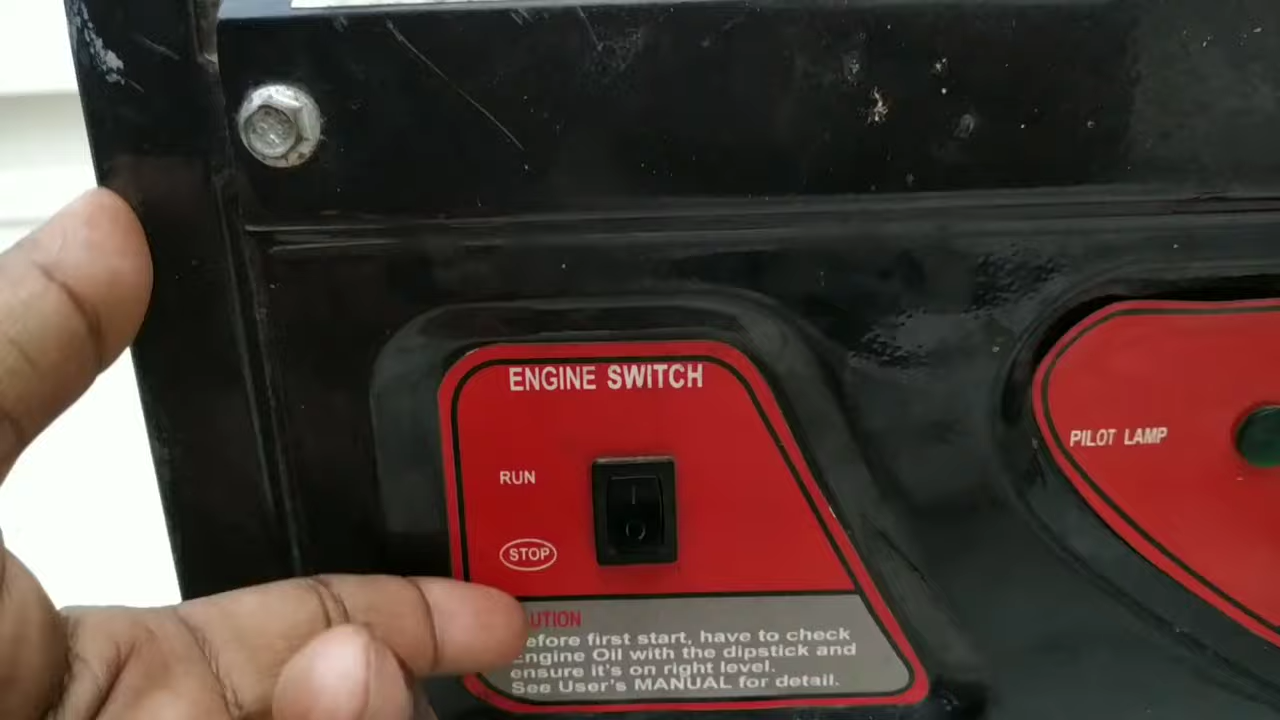 ENGINE SWITCH
RUN
PILOT LAMP
STOP
UTION
efore first start, have to check
Engine Oil with the dipstick and
ensure it's on right level.
See User's MANUAL for detail.